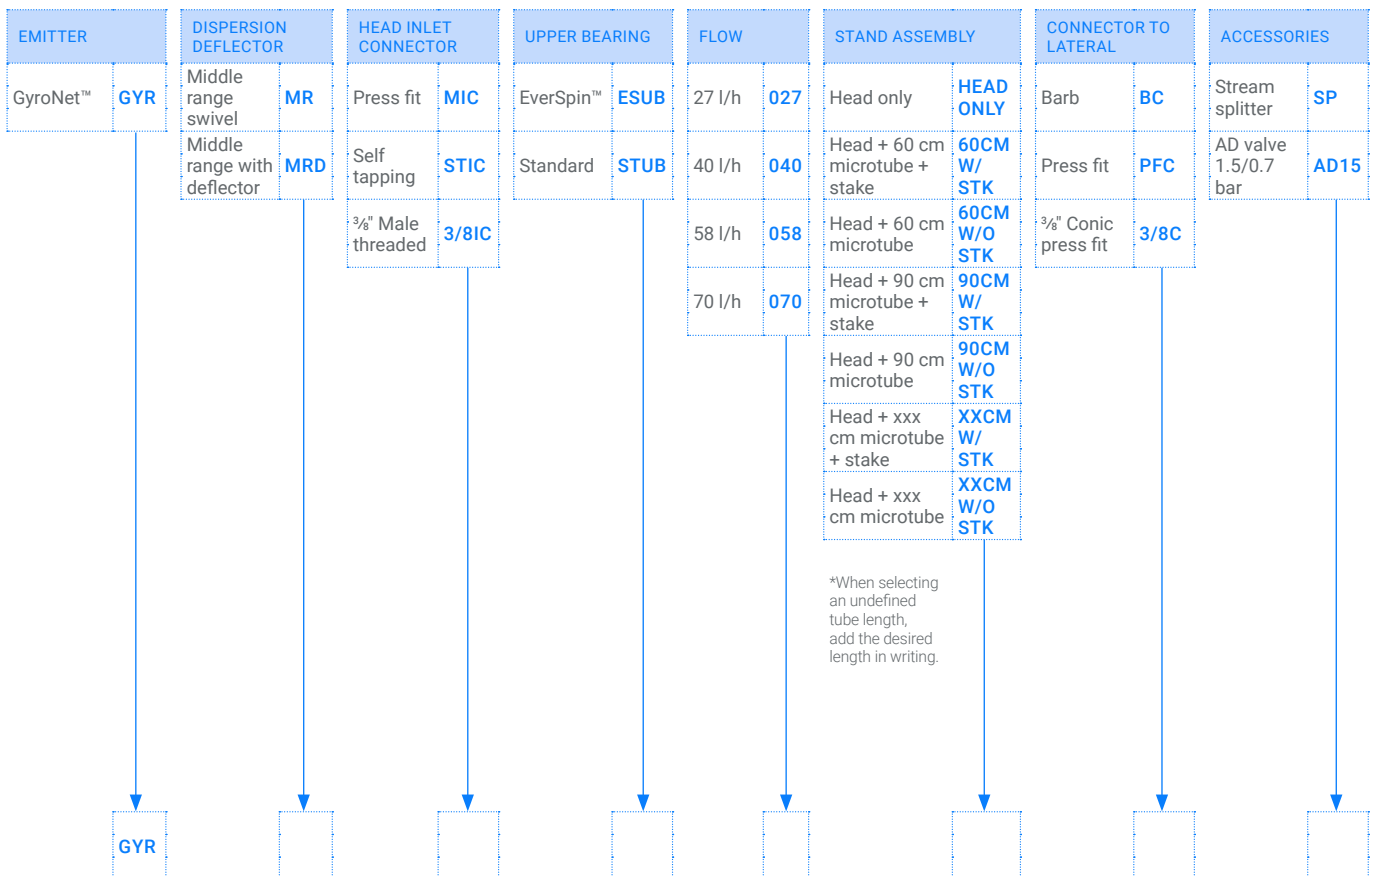 EMITTER
DISPERSION
DEFLECTOR
HEAD INLET
CONNECTOR
UPPER BEARING
FLOW
STAND ASSEMBLY
CONNECTOR TO
LATERAL
ACCESSORIES
GyroNet™
GYR
Middle
range
swivel
MR
Middle
range with
deflector
MRD
Press fit
MIC
Self
tapping
STIC
⅜" Male
threaded
3/8IC
EverSpin™
ESUB
Standard
STUB
27 l/h
027
40 l/h
040
58 l/h
058
70 l/h
070
Head only
HEAD
ONLY
Head + 60 cm
microtube +
stake
60CM
W/
STK
Head + 60 cm
microtube
60CM
W/O
STK
Head + 90 cm
microtube +
stake
90CM
W/
STK
Head + 90 cm
microtube
90CM
W/O
STK
Head + xxx
cm microtube
+ stake
XXCM
W/
STK
Head + xxx
cm microtube
XXCM
W/O
STK
*When selecting
an undefined
tube length,
add the desired
length in writing.
Barb
BC
Press fit
PFC
⅜" Conic
press fit
3/8C
Stream
splitter
SP
AD valve
1.5/0.7
bar
AD15
GYR